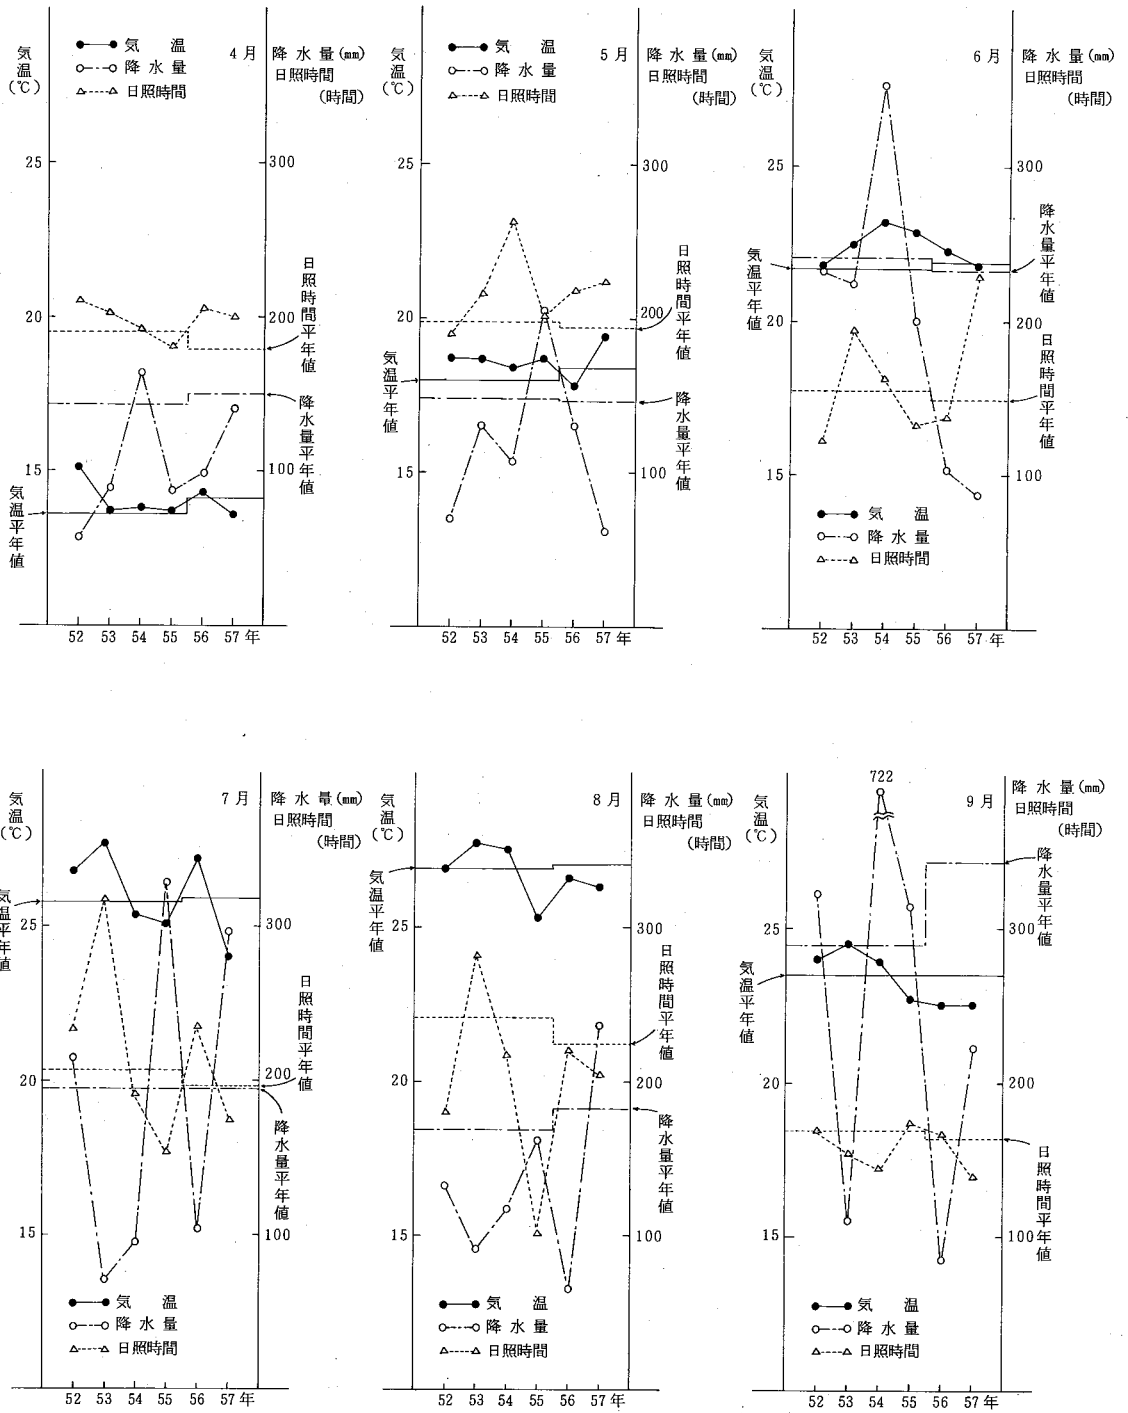 4月
気温
(℃)
気　温
降水量
日照時間
降水量(mm)
日照時間
(時間)
25
20
15
300
200
100
日照時間平年値
降水量平年値
気温平年値
52 53 54 55 56 57年
5月
気温
(℃)
気　温
降水量
日照時間
降水量(mm)
日照時間
(時間)
25
20
15
300
200
100
日照時間平年値
気温平年値
降水量平年値
52 53 54 55 56 57年
6月
気温
(℃)
降水量(mm)
日照時間
(時間)
25
20
15
300
200
100
降水量平年値
気温平年値
日照時間平年値
気　温
降水量
日照時間
52 53 54 55 56 57年
7月
気温
(℃)
降水量(mm)
日照時間
(時間)
気温平年値
25
20
15
300
200
100
日照時間平年値
降水量平年値
気　温
降水量
日照時間
52 53 54 55 56 57年
8月
気温
(℃)
降水量(mm)
日照時間
(時間)
気温平年値
25
20
15
300
200
100
日照時間平年値
降水量平年値
気　温
降水量
日照時間
52 53 54 55 56 57年
722
9月
気温
(℃)
降水量(mm)
日照時間
(時間)
降水量平年値
25
20
15
300
200
100
気温平年値
日照時間平年値
気　温
降水量
日照時間
52 53 54 55 56 57年